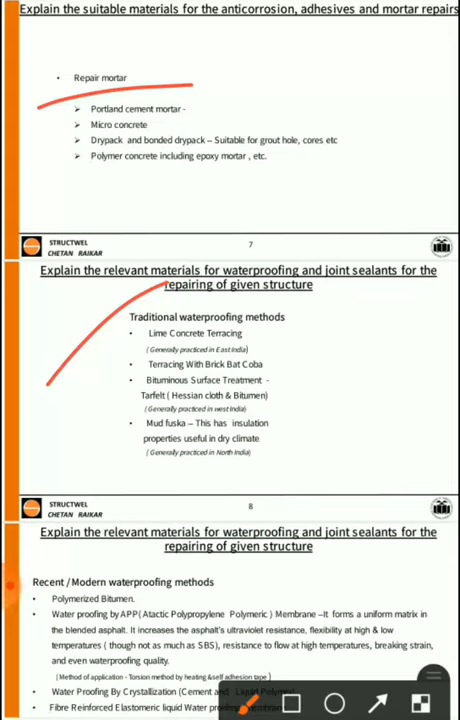 Explain the suitable materials for the anticorrosion, adhesives and mortar repairs
• Repair mortar
➢ Portland cement mortar -
➢ Micro concrete
➢ Drypack and bonded drypack – Suitable for grout hole, cores etc
➢ Polymer concrete including epoxy mortar , etc.
STRUCTWEL
CHETAN RAIKAR
7
Explain the relevant materials for waterproofing and joint sealants for the
repairing of given structure
Traditional waterproofing methods
• Lime Concrete Terracing
( Generally practiced in East India)
• Terracing With Brick Bat Coba
• Bituminous Surface Treatment -
Tarfelt ( Hessian cloth & Bitumen)
(Generally practiced in west India)
• Mud fuska – This has insulation
properties useful in dry climate
( Generally practiced in North India)
STRUCTWEL
CHETAN RAIKAR
8
Explain the relevant materials for waterproofing and joint sealants for the
repairing of given structure
Recent / Modern waterproofing methods
• Polymerized Bitumen.
• Water proofing by APP( Atactic Polypropylene Polymeric ) Membrane –It forms a uniform matrix in
the blended asphalt. It increases the asphalt's ultraviolet resistance, flexibility at high & low
temperatures ( though not as much as SBS), resistance to flow at high temperatures, breaking strain,
and even waterproofing quality.
(Method of application - Torsion method by heating &self adhesion tape )
• Water Proofing By Crystallization (Cement and Liquid Polymer)
• Fibre Reinforced Elastomeric liquid Water proofing membrane